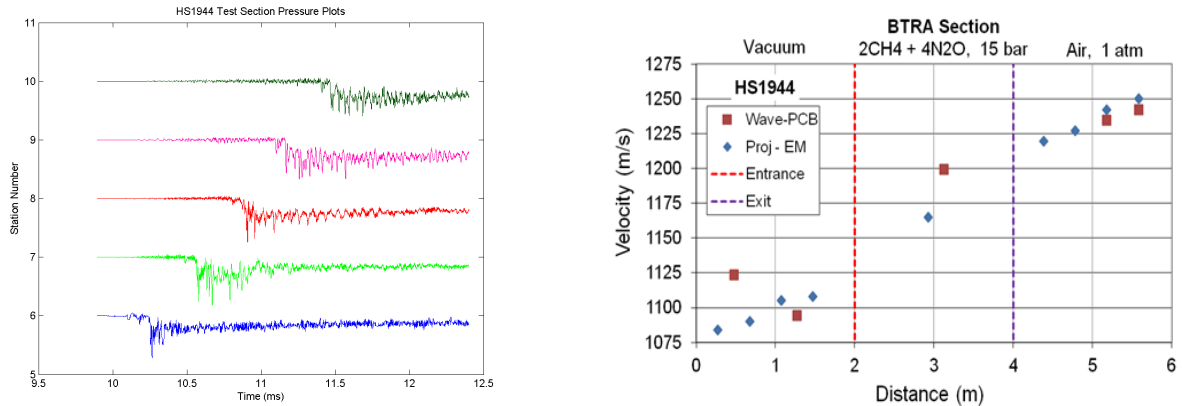 HS1944 Test Section Pressure Plots
11
10
9
8
7
6
5
Station Number
9.5 10 10.5 11 11.5 12 12.5
Time (ms)
BTRA Section
Vacuum 2CH4 + 4N2O, 15 bar Air, 1 atm
1275
1250
1225
1200
1175
1150
1125
1100
1075
Velocity (m/s)
HS1944
Wave-PCB
Proj - EM
Entrance
Exit
0 1 2 3 4 5 6
Distance (m)